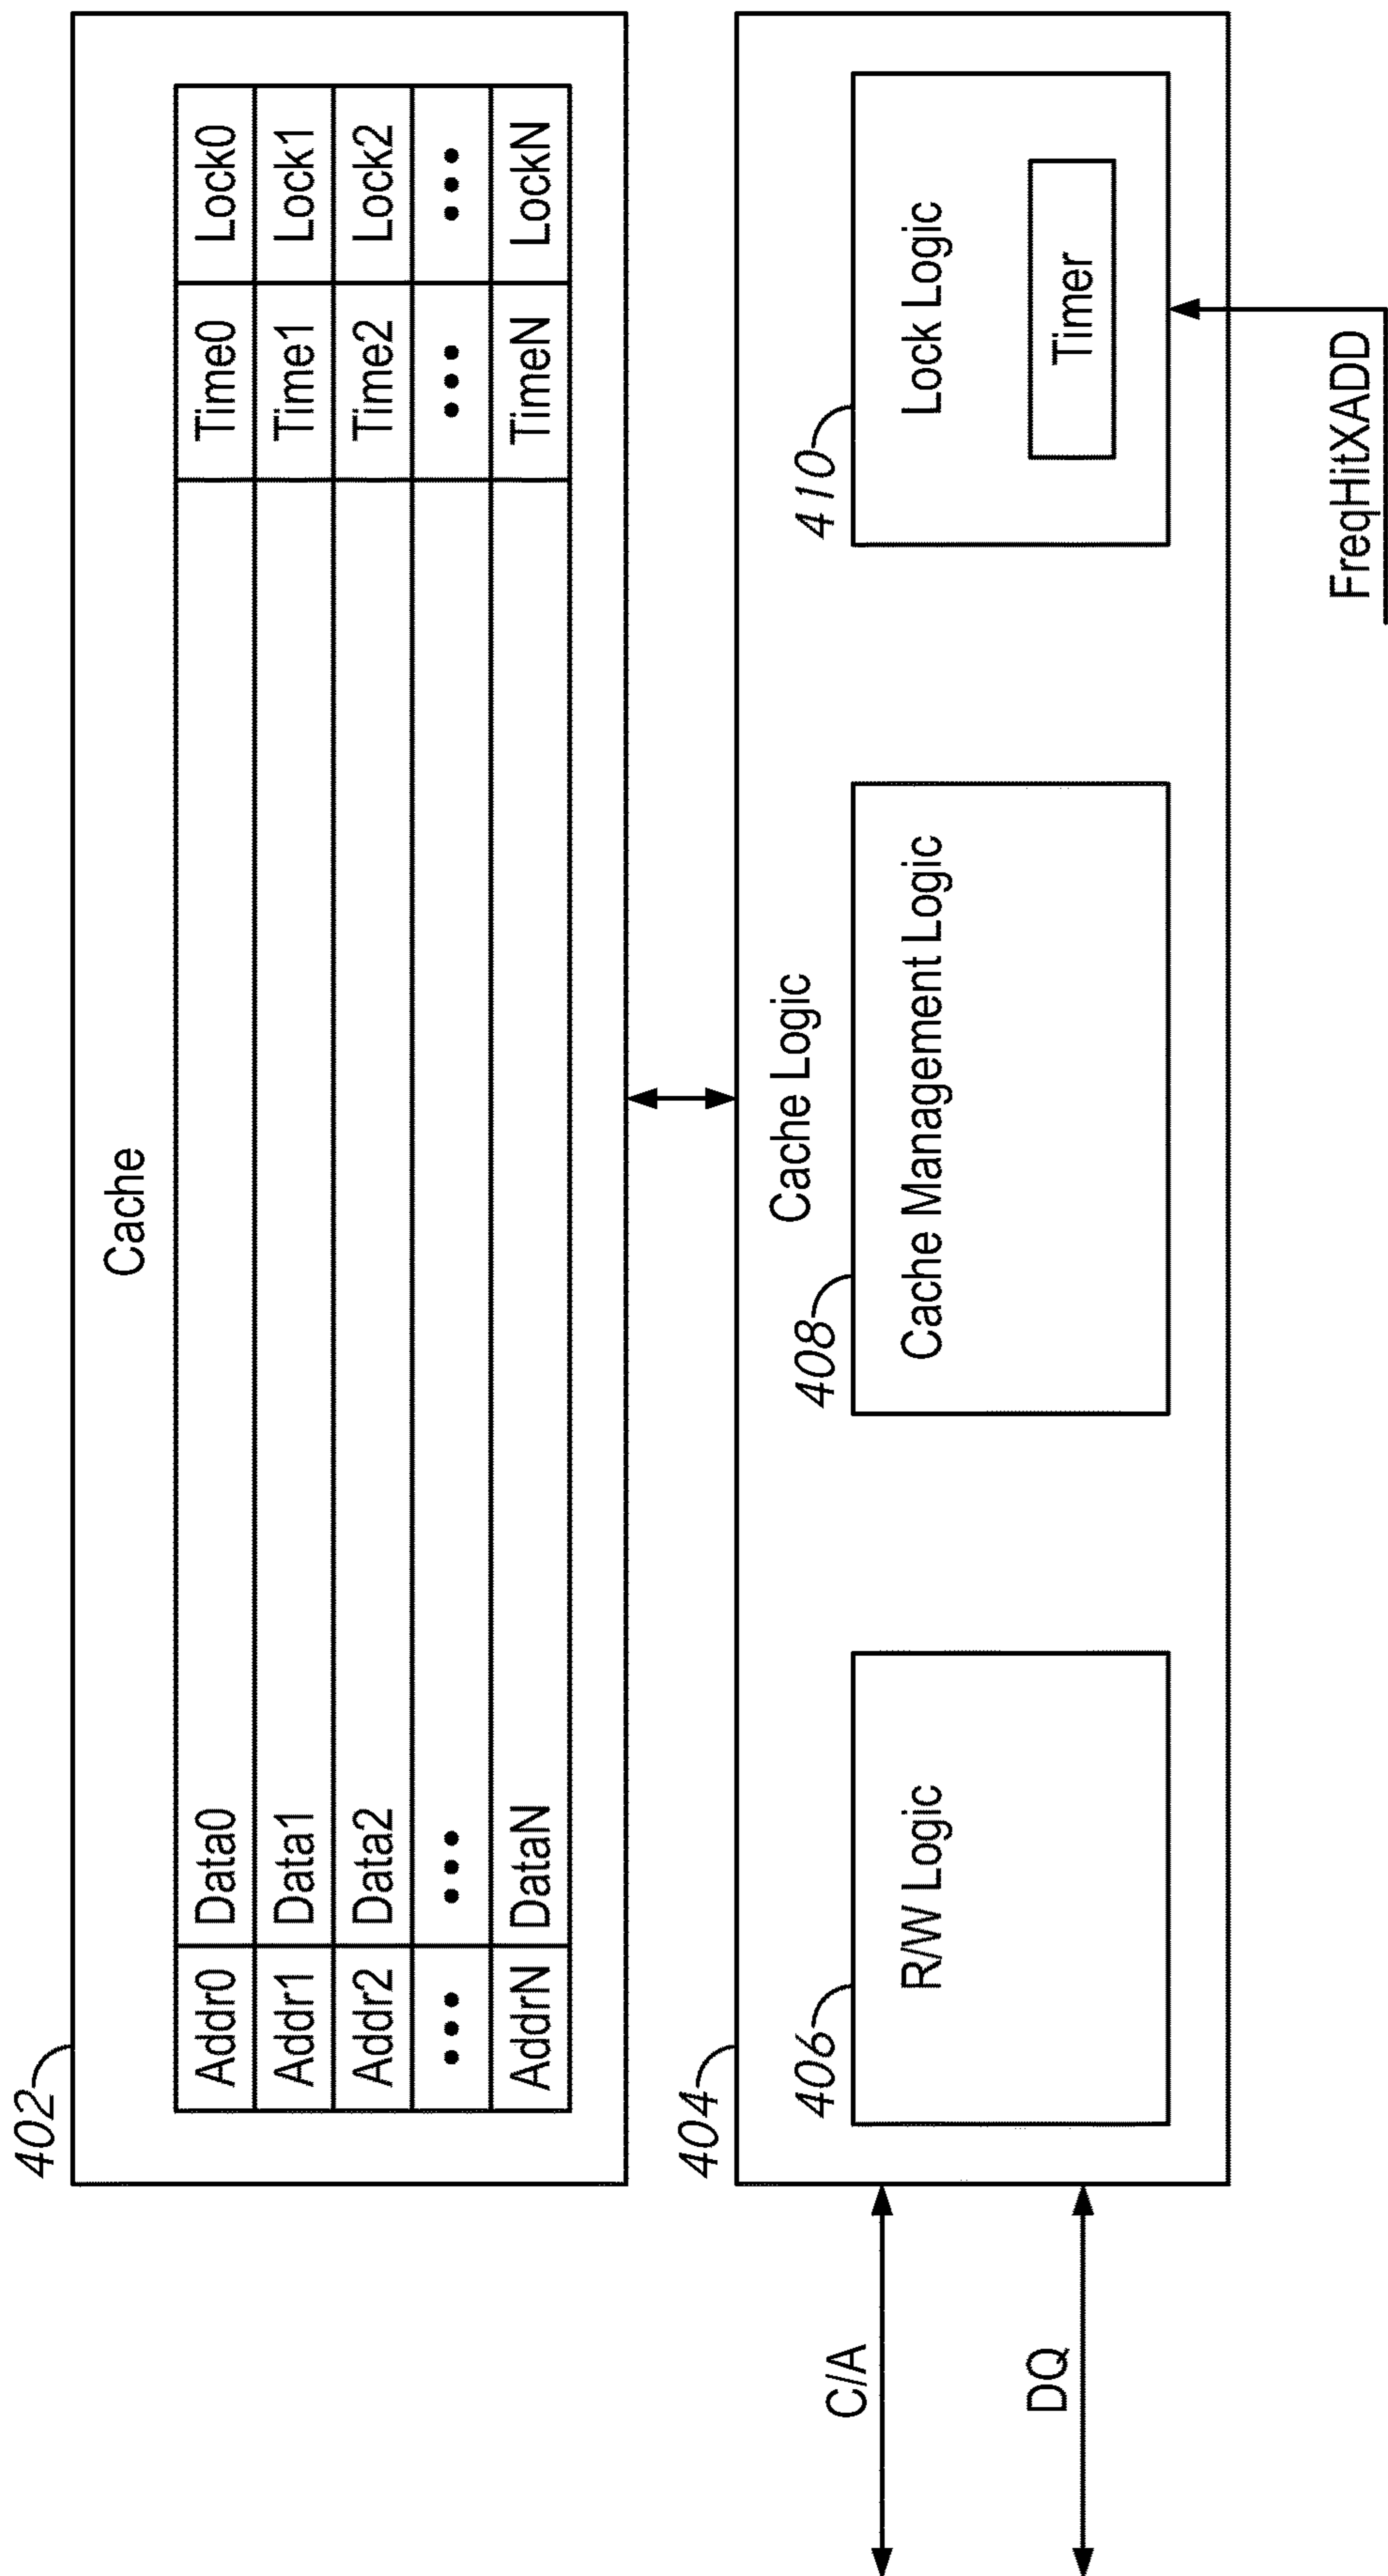 402
Cache
Addr0 Data0 Time0 Lock0
Addr1 Data1 Time1 Lock1
Addr2 Data2 Time2 Lock2
••• ••• ••• •••
AddrN DataN TimeN LockN
404
Cache Logic
C/A
DQ
406
R/W Logic
408
Cache Management Logic
410
Lock Logic
Timer
FreqHitXADD